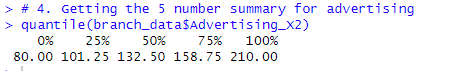 > # 4. Getting the 5 number summary for advertising
> quantile(branch_data$Advertising_X2)
0% 25% 50% 75% 100%
80.00 101.25 132.50 158.75 210.00